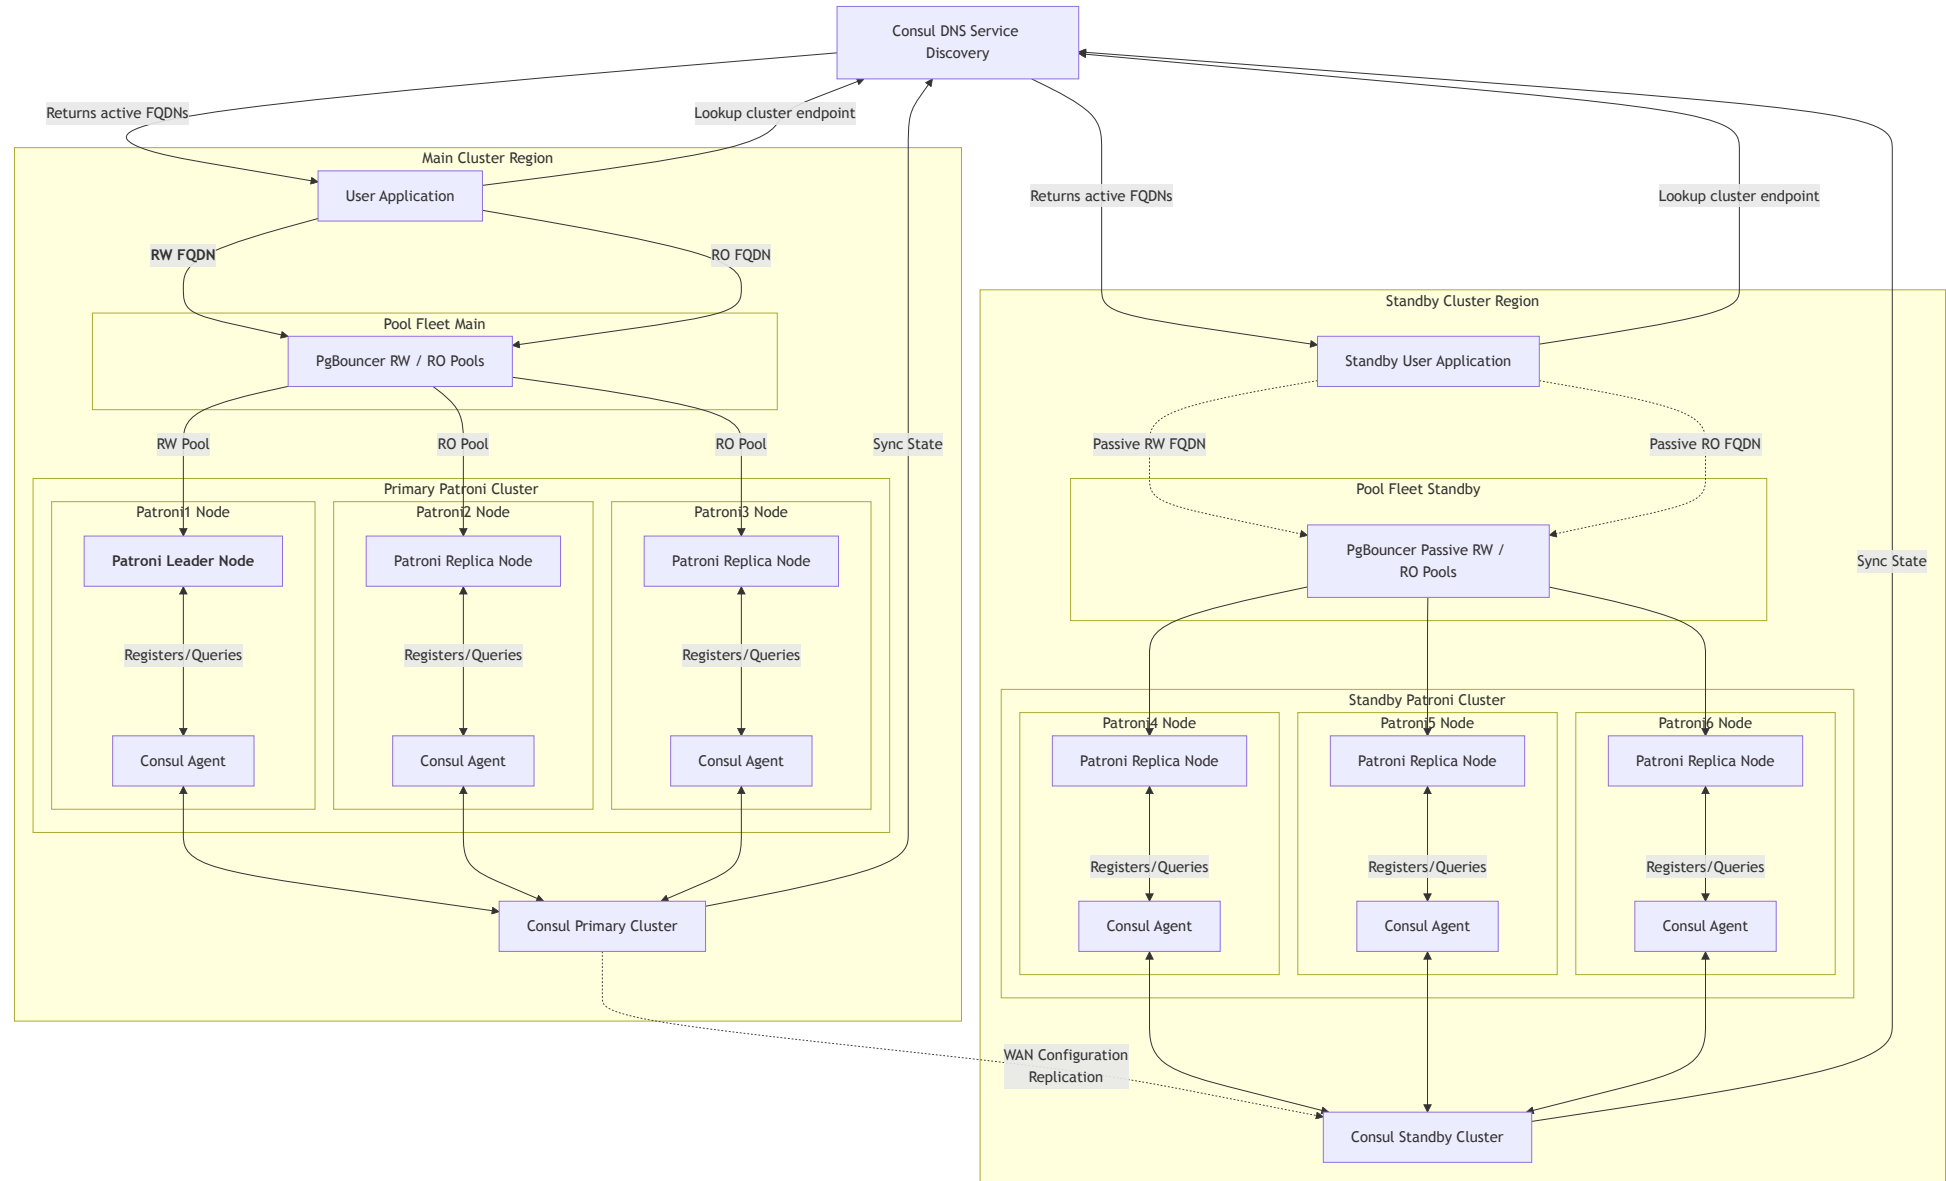 Consul DNS Service
Discovery
Returns active FQDNs
Lookup cluster endpoint
Main Cluster Region
User Application
Returns active FQDNs
Lookup cluster endpoint
RW FQDN
RO FQDN
Standby Cluster Region
Pool Fleet Main
PgBouncer RW / RO Pools
Standby User Application
RW Pool
RO Pool
RO Pool
Sync State
Passive RW FQDN
Passive RO FQDN
Primary Patroni Cluster
Pool Fleet Standby
Patroni1 Node
Patroni2 Node
Patroni3 Node
Patroni Leader Node
Patroni Replica Node
Patroni Replica Node
PgBouncer Passive RW /
RO Pools
Sync State
Registers/Queries
Registers/Queries
Registers/Queries
Standby Patroni Cluster
Patroni4 Node
Patroni5 Node
Patroni6 Node
Consul Agent
Consul Agent
Consul Agent
Patroni Replica Node
Patroni Replica Node
Patroni Replica Node
Registers/Queries
Registers/Queries
Registers/Queries
Consul Primary Cluster
Consul Agent
Consul Agent
Consul Agent
WAN Configuration
Replication
Consul Standby Cluster